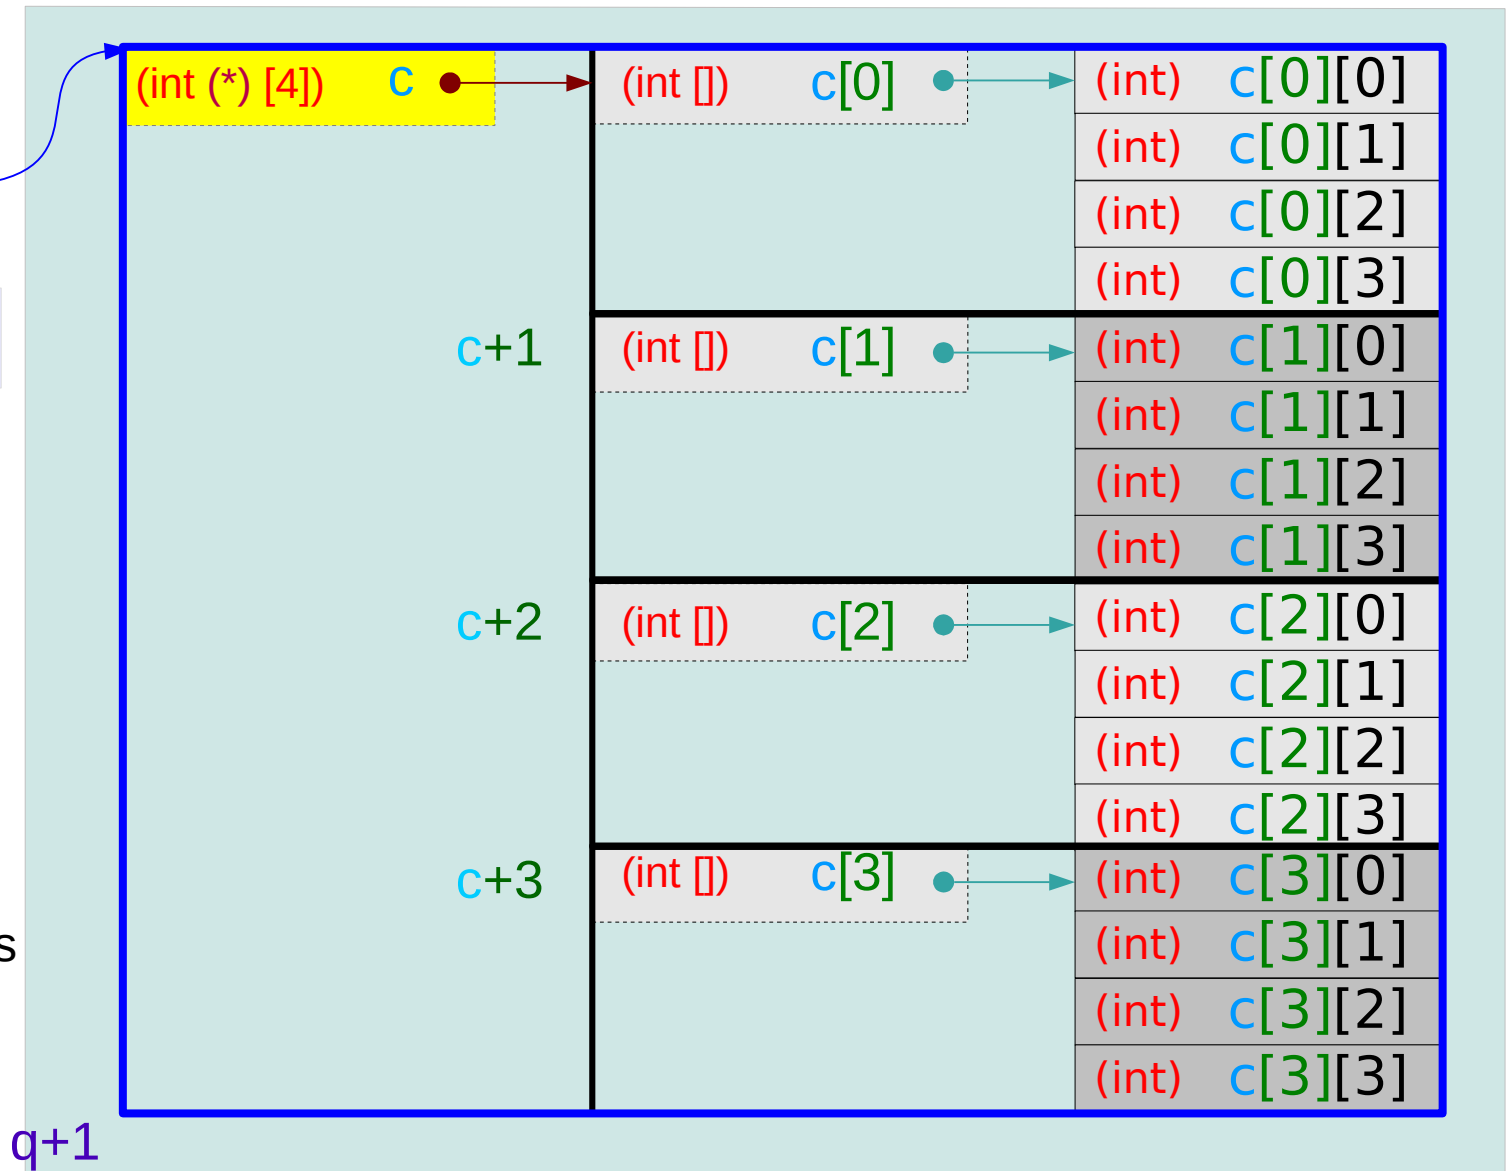 (int (*) [4]) c (int []) c[0] (int) c[0][0]
(int) c[0][1]
(int) c[0][2]
(int) c[0][3]
c+1 (int []) c[1] (int) c[1][0]
(int) c[1][1]
(int) c[1][2]
(int) c[1][3]
c+2 (int []) c[2] (int) c[2][0]
(int) c[2][1]
(int) c[2][2]
(int) c[2][3]
c+3 (int []) c[3] (int) c[3][0]
s (int) c[3][1]
(int) c[3][2]
(int) c[3][3]
q+1